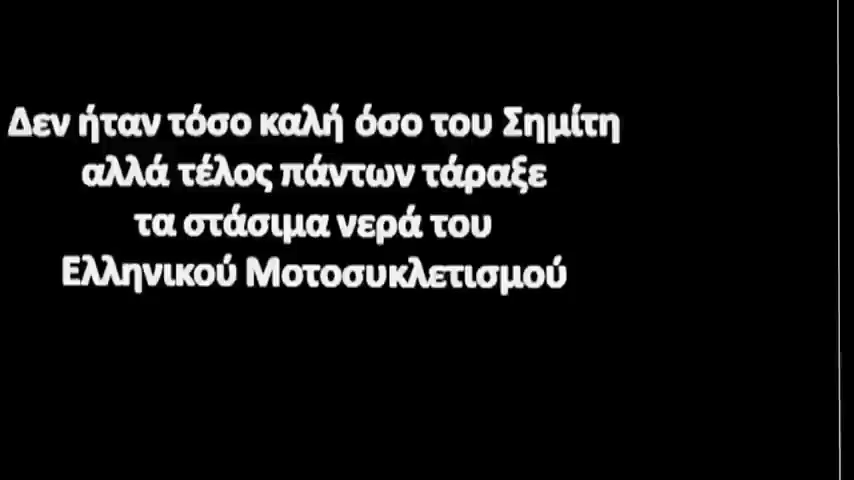 Δεν ήταν τόσο καλή όσο του Σημίτη
αλλά τέλος πάντων τάραξε
τα στάσιμα νερά του
Ελληνικού Μοτοσυκλετισμού